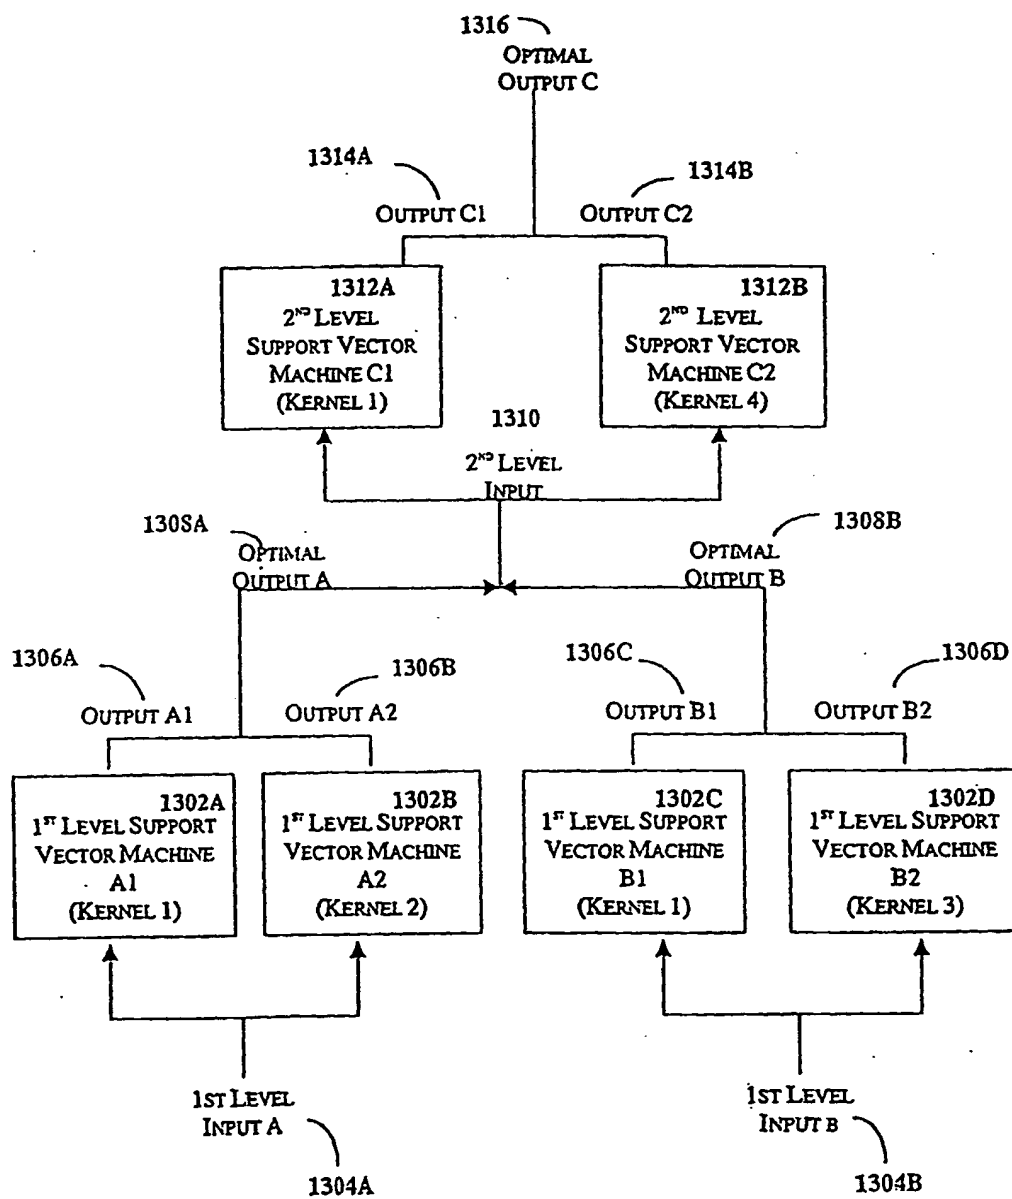 1316
OPTIMAL
OUTPUT C
1314A
1314B
OUTPUT C1
OUTPUT C2
1312A
2ND LEVEL
SUPPORT VECTOR
MACHINE C1
(KERNEL 1)
1312B
2ND LEVEL
SUPPORT VECTOR
MACHINE C2
(KERNEL 4)
1310
2ND LEVEL
INPUT
1308A
OPTIMAL
OUTPUT A
1308B
OPTIMAL
OUTPUT B
1306A
1306B
1306C
1306D
OUTPUT A1
OUTPUT A2
OUTPUT B1
OUTPUT B2
1302A
1ST LEVEL SUPPORT
VECTOR MACHINE
A1
(KERNEL 1)
1302B
1ST LEVEL SUPPORT
VECTOR MACHINE
A2
(KERNEL 2)
1302C
1ST LEVEL SUPPORT
VECTOR MACHINE
B1
(KERNEL 1)
1302D
1ST LEVEL SUPPORT
VECTOR MACHINE
B2
(KERNEL 3)
1ST LEVEL
INPUT A
1304A
1ST LEVEL
INPUT B
1304B